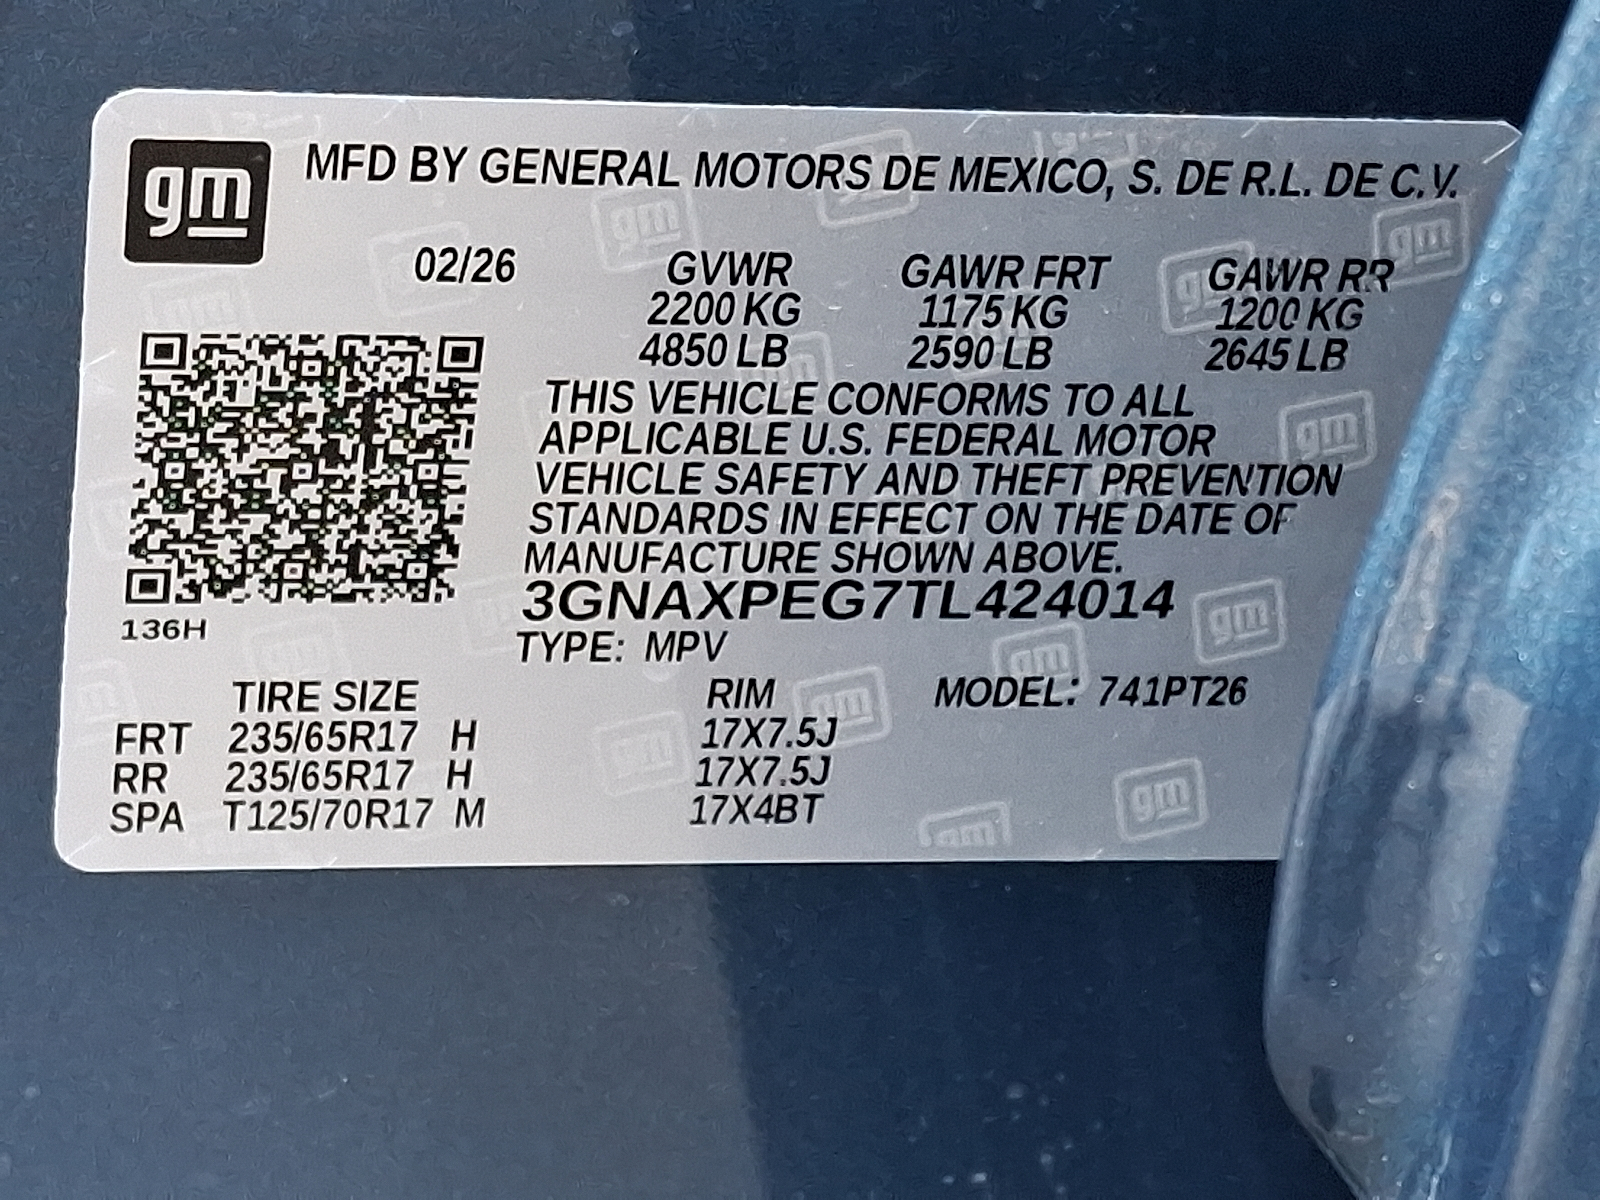 gm MFD BY GENERAL MOTORS DE MEXICO, S. DE R.L. DE C.V.
02/26 GVWR GAWR FRT GAWR RR
2200 KG 1175 KG 1200 KG
4850 LB 2590 LB 2645 LB
THIS VEHICLE CONFORMS TO ALL
APPLICABLE U.S. FEDERAL MOTOR
VEHICLE SAFETY AND THEFT PREVENTION
STANDARDS IN EFFECT ON THE DATE OF
MANUFACTURE SHOWN ABOVE.
3GNAXPEG7TL424014
136H
TYPE: MPV
TIRE SIZE RIM MODEL: 741PT26
FRT 235/65R17 H 17X7.5J
RR 235/65R17 H 17X7.5J
SPA T125/70R17 M 17X4BT